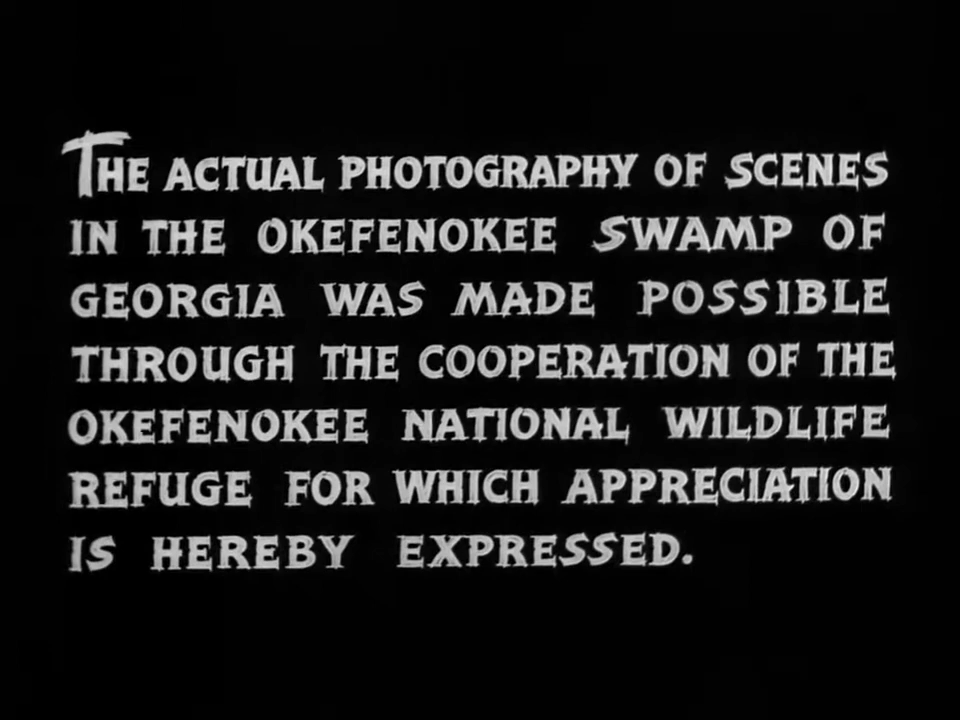 THE ACTUAL PHOTOGRAPHY OF SCENES
IN THE OKEFENOKEE SWAMP OF
GEORGIA WAS MADE POSSIBLE
THROUGH THE COOPERATION OF THE
OKEFENOKEE NATIONAL WILDLIFE
REFUGE FOR WHICH APPRECIATION
IS HEREBY EXPRESSED.